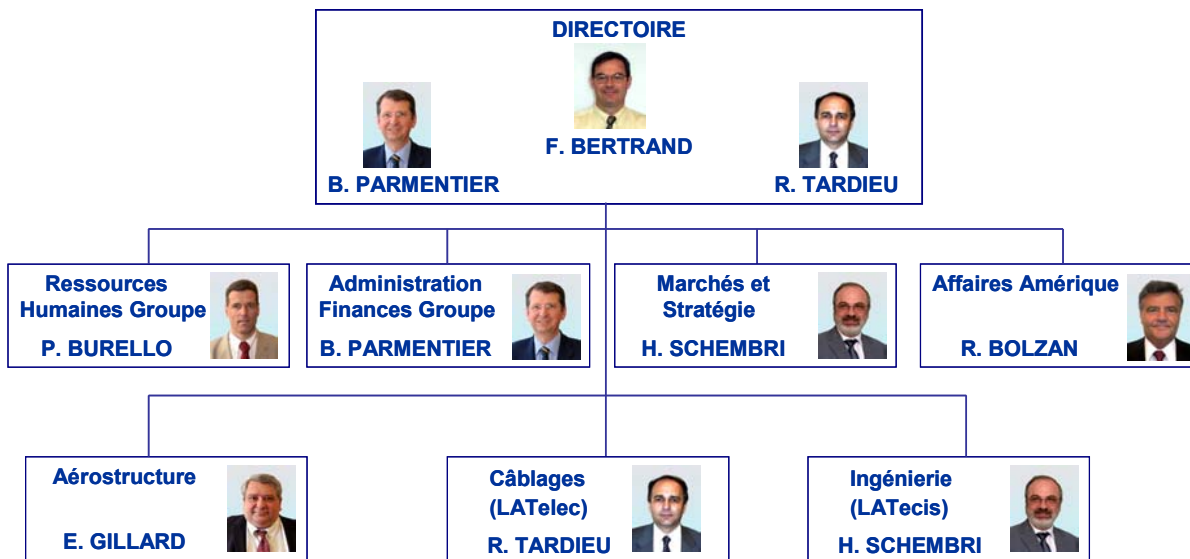 DIRECTOIRE
F. BERTRAND
B. PARMENTIER
R. TARDIEU
Ressources
Humaines Groupe
P. BURELLO
Administration
Finances Groupe
B. PARMENTIER
Marchés et
Stratégie
H. SCHEMBRI
Affaires Amérique
R. BOLZAN
Aérostructure
E. GILLARD
Câblages
(LATelec)
R. TARDIEU
Ingénierie
(LATecis)
H. SCHEMBRI